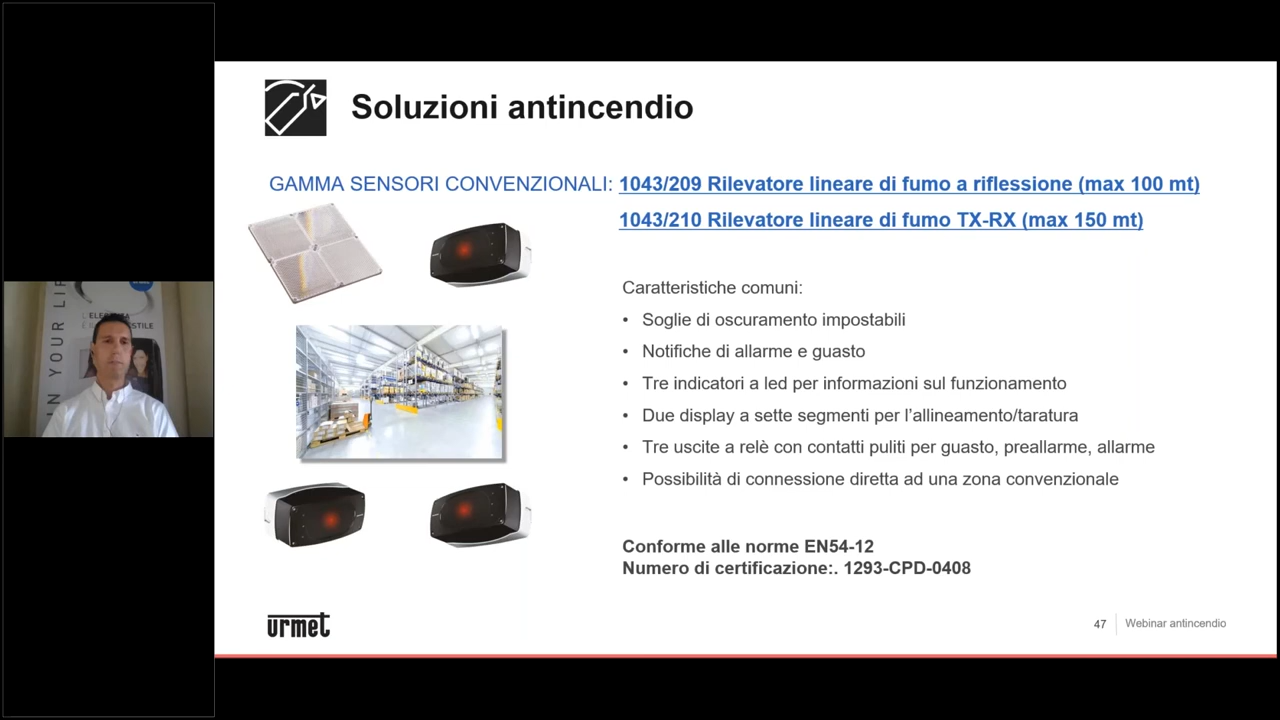 Soluzioni antincendio
GAMMA SENSORI CONVENZIONALI: 1043/209 Rilevatore lineare di fumo a riflessione (max 100 mt)
1043/210 Rilevatore lineare di fumo TX-RX (max 150 mt)
Caratteristiche comuni:
• Soglie di oscuramento impostabili
• Notifiche di allarme e guasto
• Tre indicatori a led per informazioni sul funzionamento
• Due display a sette segmenti per l’allineamento/taratura
• Tre uscite a relè con contatti puliti per guasto, preallarme, allarme
• Possibilità di connessione diretta ad una zona convenzionale
Conforme alle norme EN54-12
Numero di certificazione:. 1293-CPD-0408
urmet
47
Webinar antincendio
IN YOUR LIF